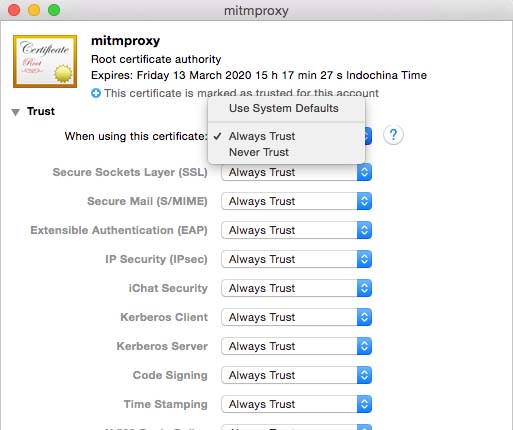 mitmproxy
Certificate
Root
mitmproxy
Root certificate authority
Expires: Friday 13 March 2020 15 h 17 min 27 s Indochina Time
This certificate is marked as trusted for this account
Trust
Use System Defaults
When using this certificate: ✓ Always Trust ?
Never Trust
Secure Sockets Layer (SSL) Always Trust
Secure Mail (S/MIME) Always Trust
Extensible Authentication (EAP) Always Trust
IP Security (IPsec) Always Trust
iChat Security Always Trust
Kerberos Client Always Trust
Kerberos Server Always Trust
Code Signing Always Trust
Time Stamping Always Trust